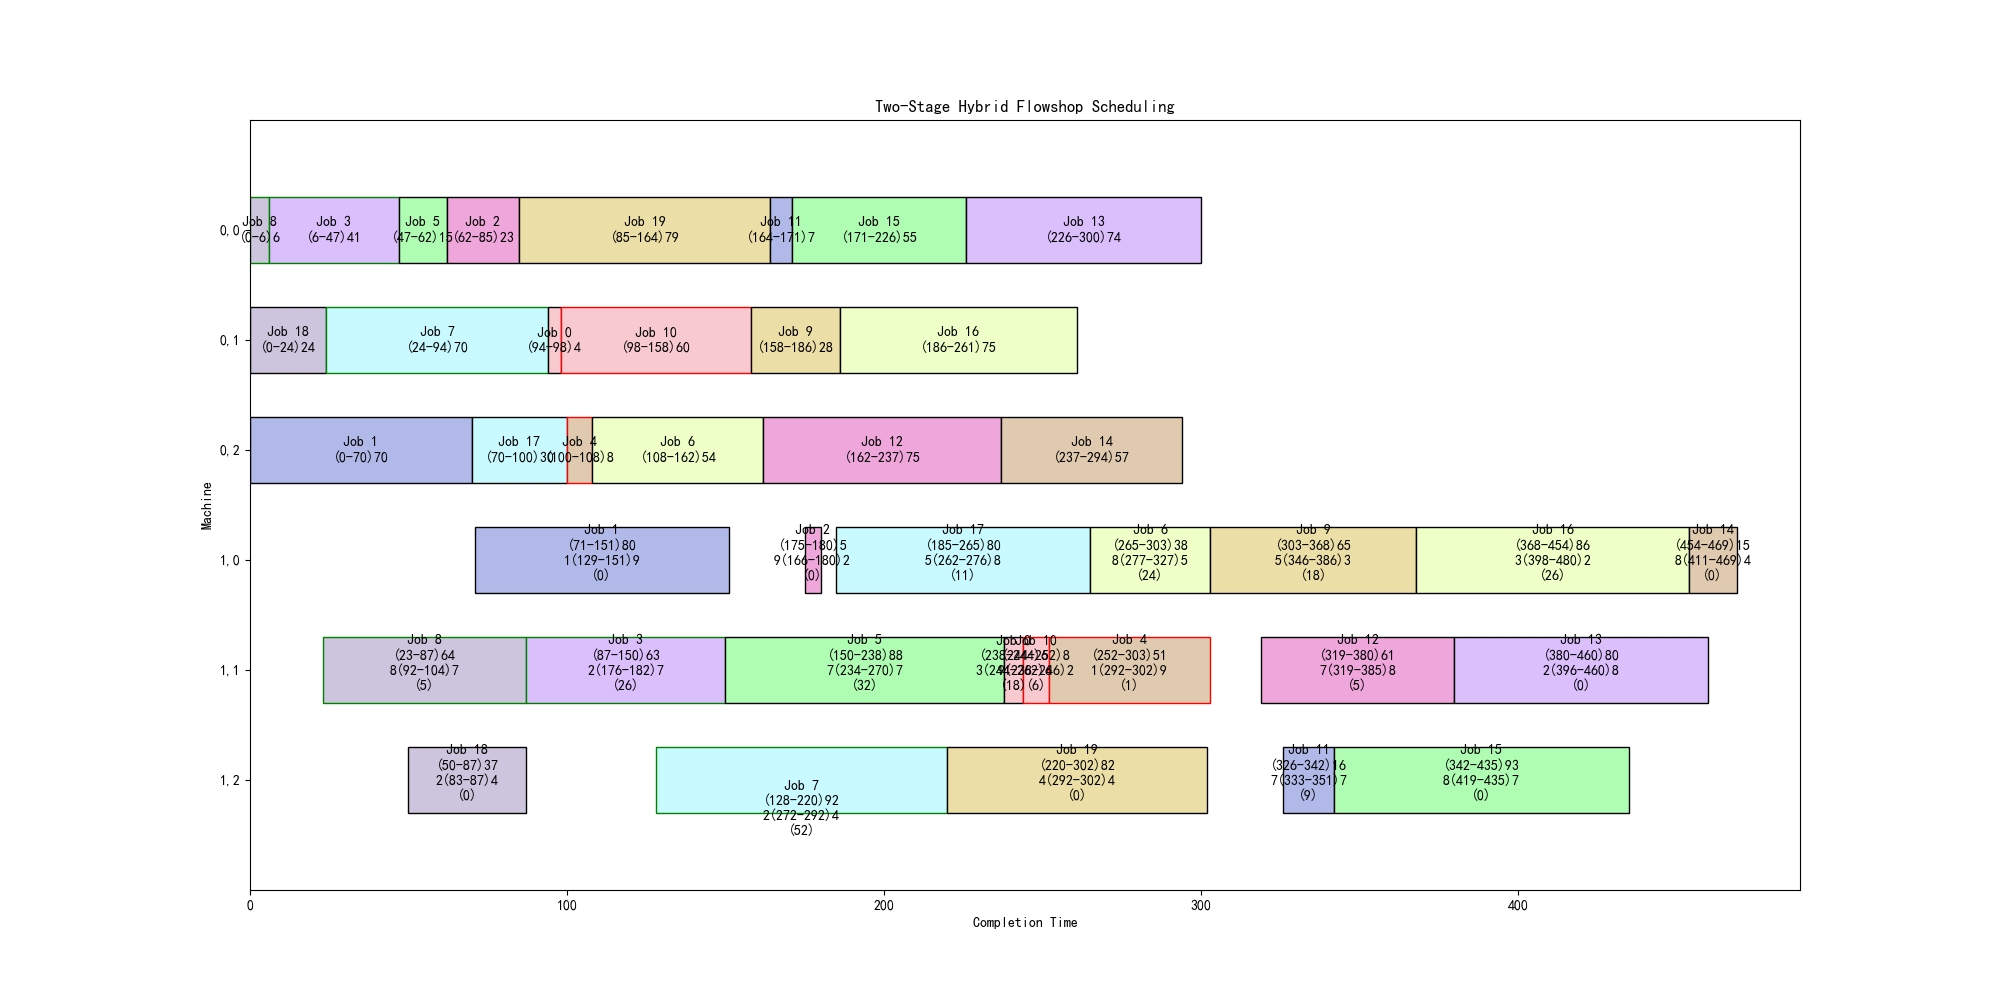 Two-Stage Hybrid Flowshop Scheduling
Machine
0,0
Job 8
(0-6)6
Job 3
(6-47)41
Job 5
(47-62)15
Job 2
(62-85)23
Job 19
(85-164)79
Job 11
(164-171)7
Job 15
(171-226)55
Job 13
(226-300)74
0,1
Job 18
(0-24)24
Job 7
(24-94)70
Job 0
(94-98)4
Job 10
(98-158)60
Job 9
(158-186)28
Job 16
(186-261)75
0,2
Job 1
(0-70)70
Job 17
(70-100)30
Job 4
(100-108)8
Job 6
(108-162)54
Job 12
(162-237)75
Job 14
(237-294)57
1,0
Job 1
(71-151)80
1(129-151)9
(0)
Job 2
(175-180)5
9(166-180)2
(0)
Job 17
(185-265)80
5(262-276)8
(11)
Job 6
(265-303)38
8(277-327)5
(24)
Job 9
(303-368)65
5(346-386)3
(18)
Job 16
(368-454)86
3(398-480)2
(26)
Job 14
(454-469)15
8(411-469)4
(0)
1,1
Job 8
(23-87)64
8(92-104)7
(5)
Job 3
(87-150)63
2(176-182)7
(26)
Job 5
(150-238)88
7(234-270)7
(32)
Job 0
(18)
Job 10
(6)
Job 4
(252-303)51
1(292-302)9
(1)
Job 12
(319-380)61
7(319-385)8
(5)
Job 13
(380-460)80
2(396-460)8
(0)
1,2
Job 18
(50-87)37
2(83-87)4
(0)
Job 7
(128-220)92
2(272-292)4
(52)
Job 19
(220-302)82
4(292-302)4
(0)
Job 11
(326-342)16
7(333-351)7
(9)
Job 15
(342-435)93
8(419-435)7
(0)
0
100
200
300
400
Completion Time